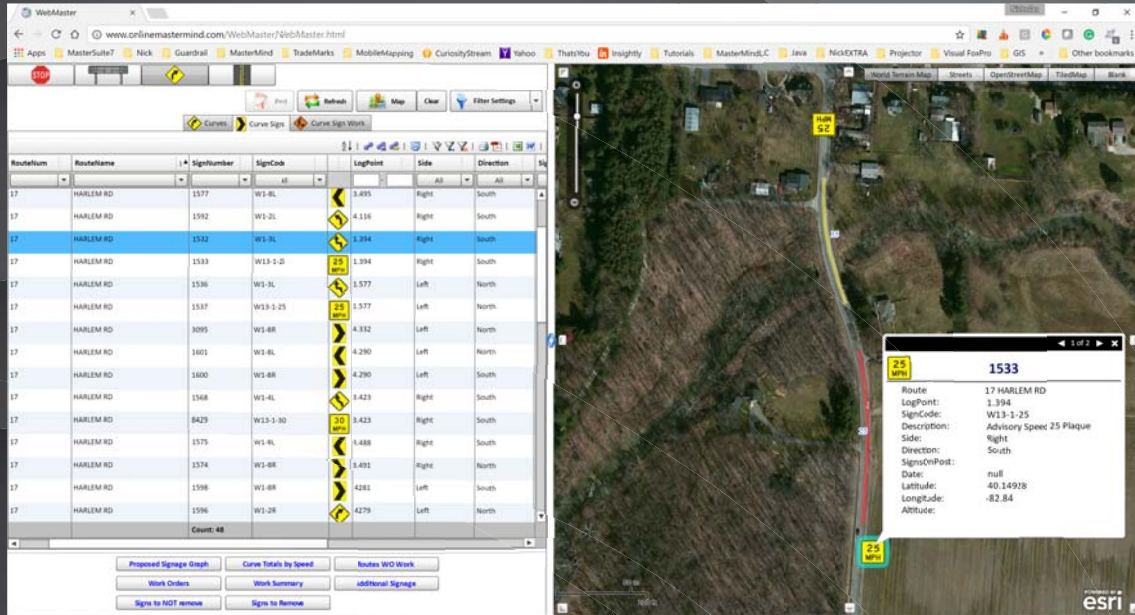 WebMaster
www.onlinemastermind.com/WebMaster/WebMaster.html
Apps MasterSuite7 Nick Guardrail MasterMind TradeMarks MobileMapping CuriosityStream Yahoo ThatsYou Insightly Tutorials MasterMindLC Java NickEXTRA Projector Visual FoxPro GIS » Other bookmarks
STOP
Print Refresh Map Clear Filter Settings
Curves Curve Signs Curve Sign Work
RouteNum RouteName SignNumber SignCode LogPoint Side Direction
All All All
17 HARLEM RD 1577 W1-8L 3.495 Right South
17 HARLEM RD 1592 W1-2L 4.116 Right South
17 HARLEM RD 1532 W1-3L 1.394 Right South
17 HARLEM RD 1533 W13-1-25 25 MPH 1.394 Right South
17 HARLEM RD 1536 W1-3L 1.577 Left North
17 HARLEM RD 1537 W13-1-25 25 MPH 1.577 Left North
17 HARLEM RD 3095 W1-8R 4.332 Left North
17 HARLEM RD 1601 W1-8L 4.290 Left North
17 HARLEM RD 1600 W1-8R 4.290 Left South
17 HARLEM RD 1568 W1-4L 3.423 Right South
17 HARLEM RD 8429 W13-1-30 30 MPH 3.423 Right South
17 HARLEM RD 1575 W1-8L 9.488 Right South
17 HARLEM RD 1574 W1-8R 3.491 Right North
17 HARLEM RD 1598 W1-8R 4281 Left South
17 HARLEM RD 1596 W1-2R 4279 Left North
Count: 48
Proposed Signage Graph Curve Totals by Speed Routes WO Work
Work Orders Work Summary Additional Signage
Signs to NOT remove Signs to Remove
World Terrain Map Streets OpenStreetMap TiledMap Blank
25 MPH
1 of 2
25 MPH 1533
Route 17 HARLEM RD
LogPoint: 1.394
SignCode: W13-1-25
Description: Advisory Speed 25 Plaque
Side: Right
Direction: South
SignsOnPost:
Date: null
Latitude: 40.14928
Longitude: -82.84
Altitude:
25 MPH
POWERED BY
esri